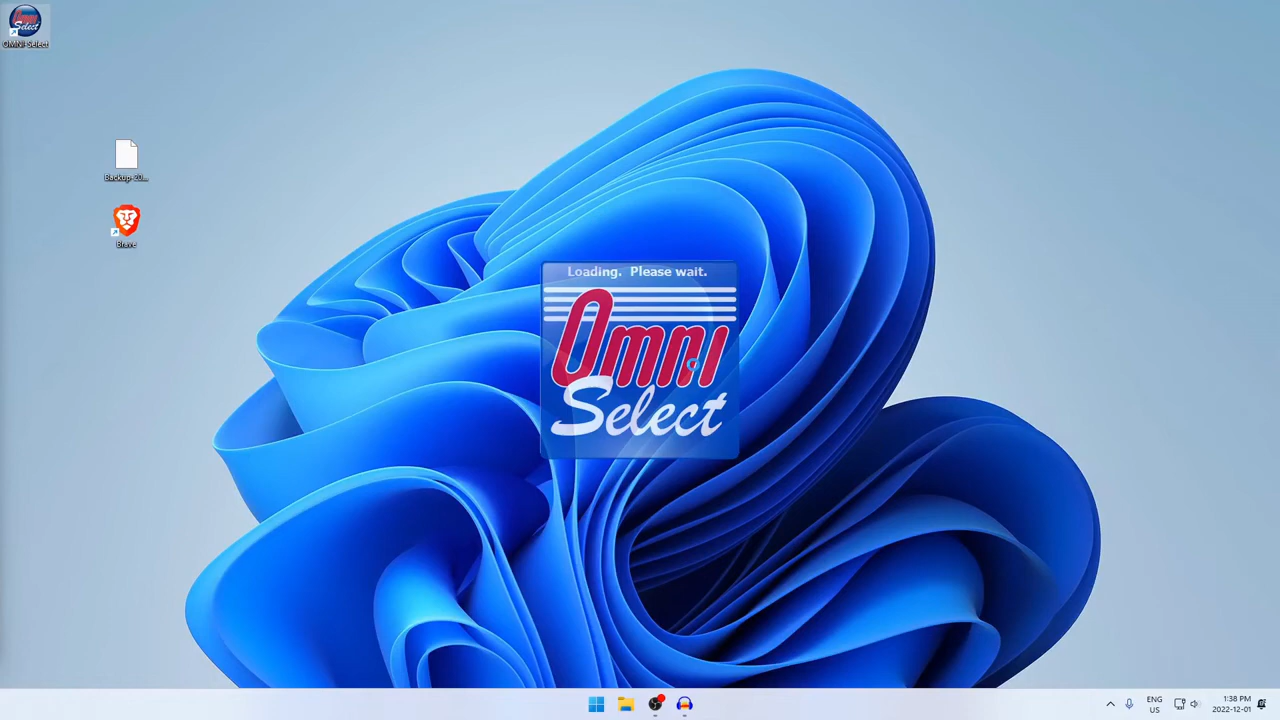 OMNI-Select
Backup-20...
Brave
Loading. Please wait.
Omni
Select
ENG
US
1:38 PM
2022-12-01